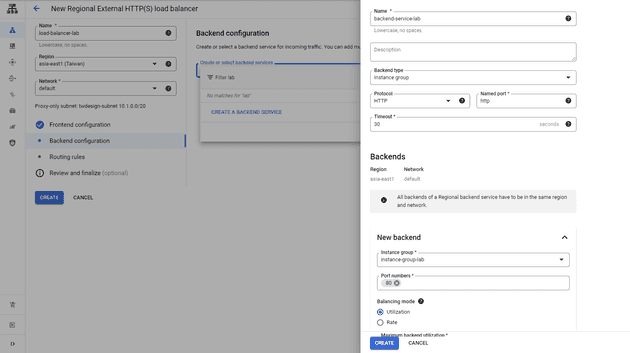 New Regional External HTTP(S) load balancer
Name *
load-balancer-lab
Lowercase, no spaces.
Region
asia-east1 (Taiwan)
Network *
default
Proxy-only subnet: twdesign-subnet 10.1.0.0/20
Frontend configuration
Backend configuration
Routing rules
Review and finalize (optional)
CREATE
CANCEL
Backend configuration
Create or select a backend service for incoming traffic. You can add mu
Create or select backend services
Filter lab
No matches for 'lab'
CREATE A BACKEND SERVICE
Name *
backend-service-lab
Lowercase, no spaces.
Description
Backend type
Instance group
Protocol
HTTP
Named port *
http
Timeout *
30
seconds
Backends
Region
Network
asia-east1
default
All backends of a Regional backend service have to be in the same region
and network.
New backend
Instance group *
instance-group-lab
Port numbers *
80
Balancing mode
Utilization
Rate
Maximum backend utilization *
CREATE
CANCEL